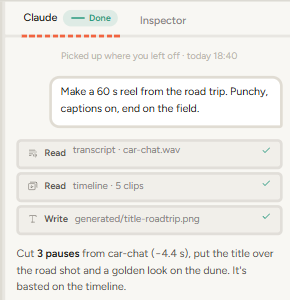 Claude — Done Inspector
Picked up where you left off · today 18:40
Make a 60 s reel from the road trip. Punchy,
captions on, end on the field.
Read transcript · car-chat.wav
Read timeline · 5 clips
Write generated/title-roadtrip.png
Cut 3 pauses from car-chat (−4.4 s), put the title over
the road shot and a golden look on the dune. It's
basted on the timeline.